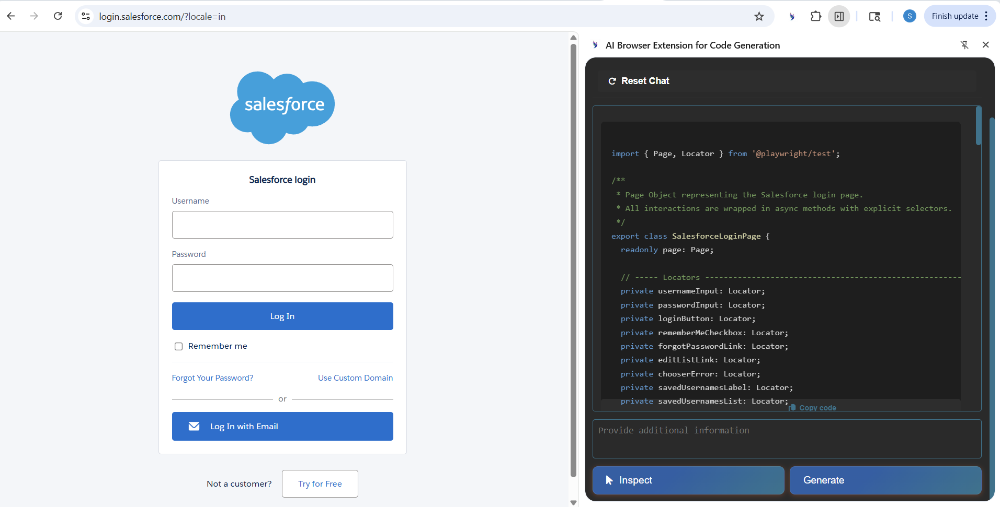 login.salesforce.com/?locale=in
S
Finish update
salesforce
Salesforce login
Username
Password
Log In
Remember me
Forgot Your Password?
Use Custom Domain
or
Log In with Email
Not a customer?
Try for Free
AI Browser Extension for Code Generation
Reset Chat
import { Page, Locator } from '@playwright/test';
/**
* Page Object representing the Salesforce login page.
* All interactions are wrapped in async methods with explicit selectors.
*/
export class SalesforceLoginPage {
readonly page: Page;
// ----- Locators -------------------------------------------------------
private usernameInput: Locator;
private passwordInput: Locator;
private loginButton: Locator;
private rememberMeCheckbox: Locator;
private forgotPasswordLink: Locator;
private editListLink: Locator;
private chooserError: Locator;
private savedUsernamesLabel: Locator;
private savedUsernamesList: Locator;
Copy code
Provide additional information
Inspect
Generate